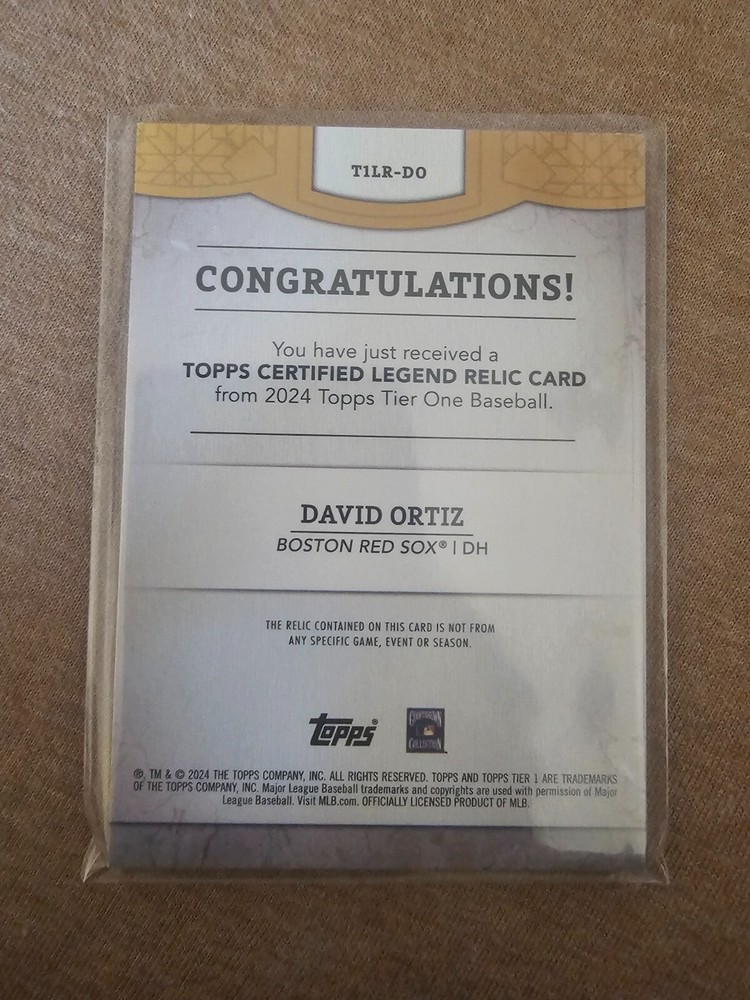 T1LR-DO
CONGRATULATIONS!
You have just received a
TOPPS CERTIFIED LEGEND RELIC CARD
from 2024 Topps Tier One Baseball.
DAVID ORTIZ
BOSTON RED SOX® | DH
THE RELIC CONTAINED ON THIS CARD IS NOT FROM
ANY SPECIFIC GAME, EVENT OR SEASON.
topps®
COOPERSTOWN
COLLECTION
®, TM & © 2024 THE TOPPS COMPANY, INC. ALL RIGHTS RESERVED. TOPPS AND TOPPS TIER 1 ARE TRADEMARKS
OF THE TOPPS COMPANY, INC. Major League Baseball trademarks and copyrights are used with permission of Major
League Baseball. Visit MLB.com. OFFICIALLY LICENSED PRODUCT OF MLB.